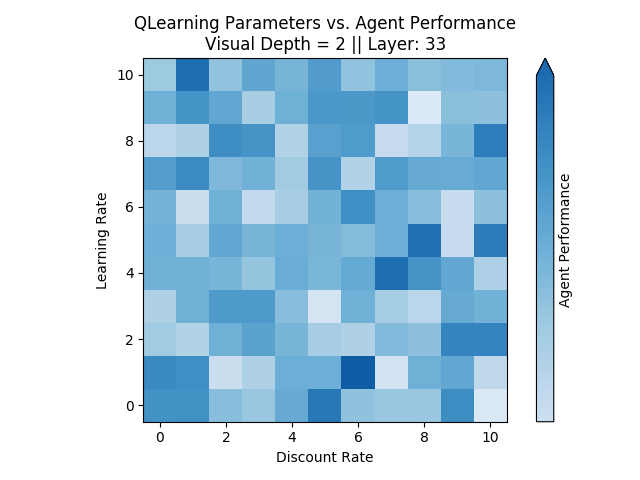 QLearning Parameters vs. Agent Performance
Visual Depth = 2 || Layer: 33
10
8
6
4
2
0
Learning Rate
0 2 4 6 8 10
Discount Rate
Agent Performance